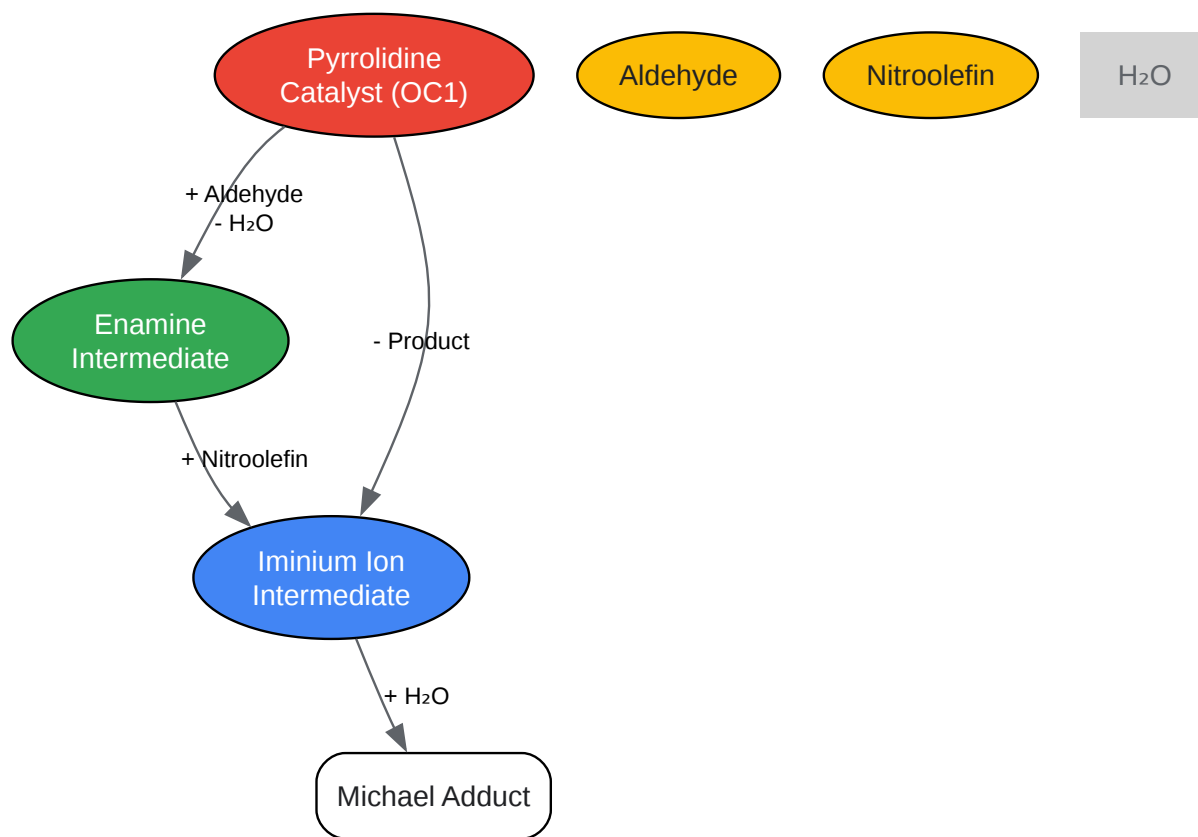 Pyrrolidine
Catalyst (OC1)
Aldehyde
Nitroolefin
H₂O
+ Aldehyde
- H₂O
Enamine
Intermediate
- Product
+ Nitroolefin
Iminium Ion
Intermediate
+ H₂O
Michael Adduct